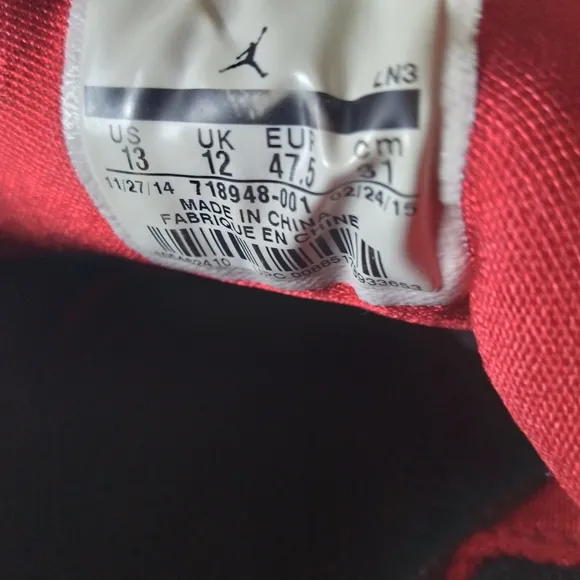 LN3
US UK EUR cm
13 12 47.5 31
11/27/14 718948-001 02/24/15
MADE IN CHINA
FABRIQUE EN CHINE